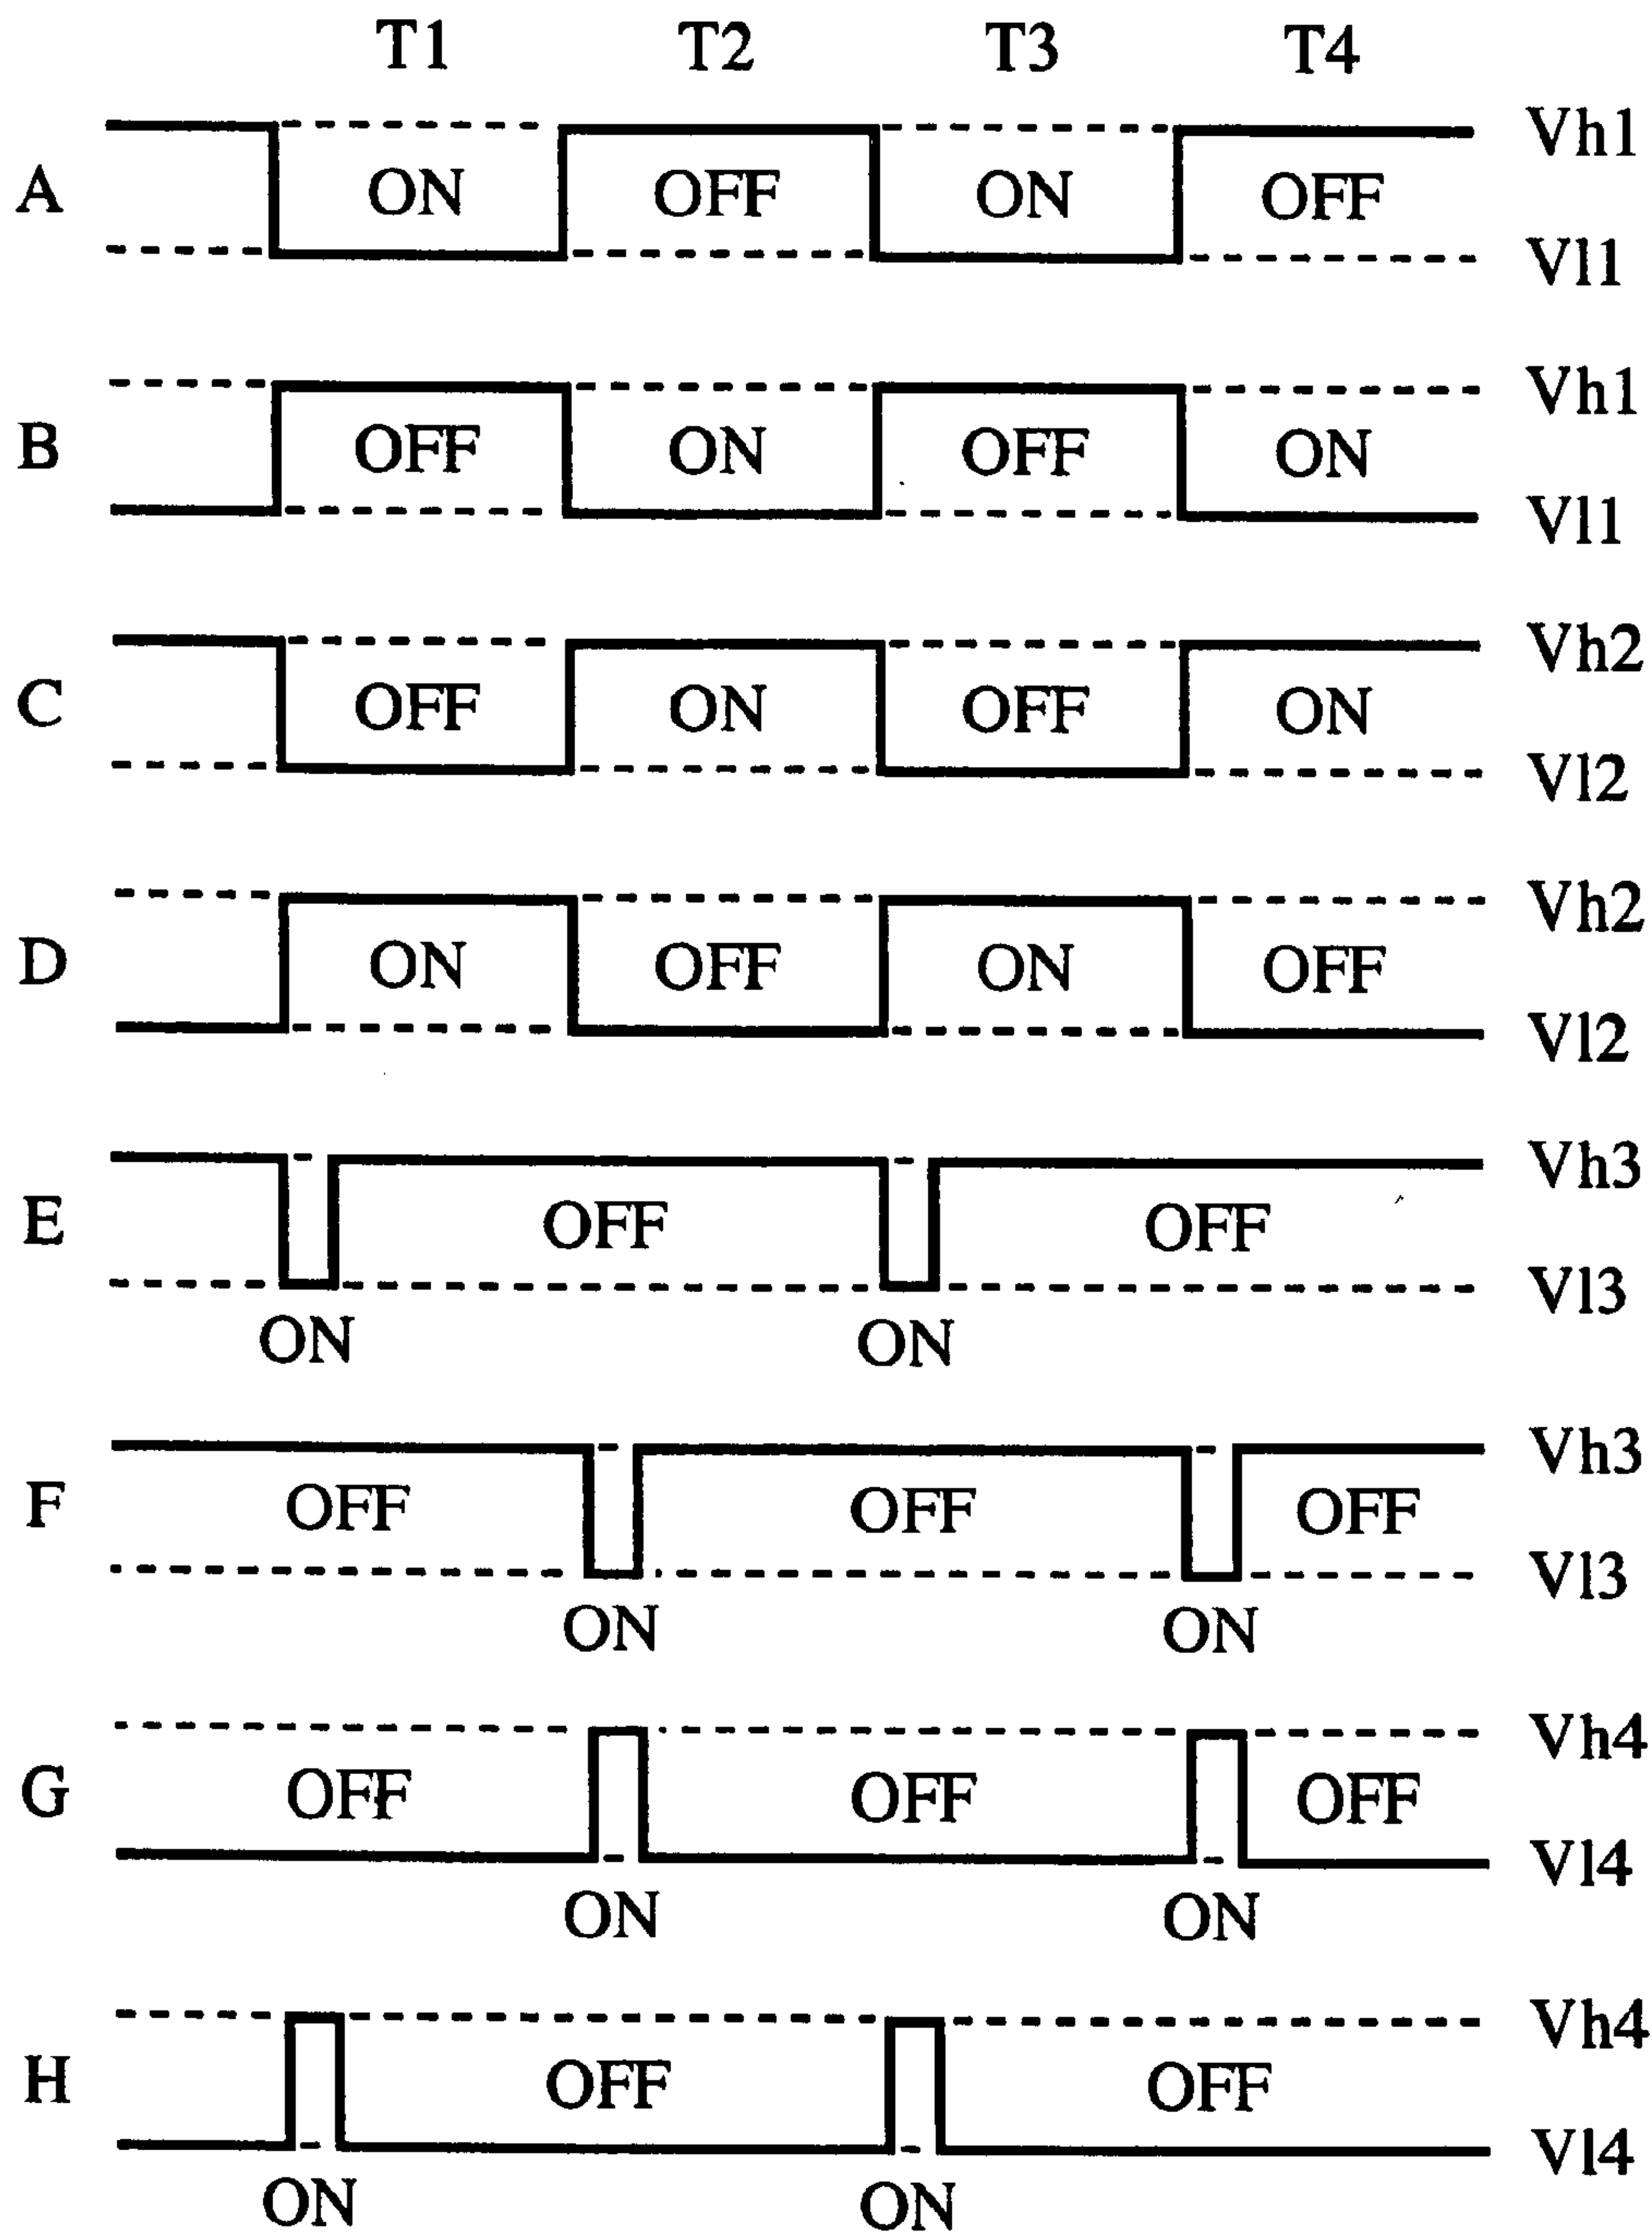 T1 T2 T3 T4
Vh1
A ON OFF ON OFF
Vl1
Vh1
B OFF ON OFF ON
Vl1
Vh2
C OFF ON OFF ON
Vl2
Vh2
D ON OFF ON OFF
Vl2
Vh3
E OFF OFF
Vl3
ON ON
Vh3
F OFF OFF OFF
Vl3
ON ON
Vh4
G OFF OFF OFF
Vl4
ON ON
Vh4
H OFF OFF
Vl4
ON ON